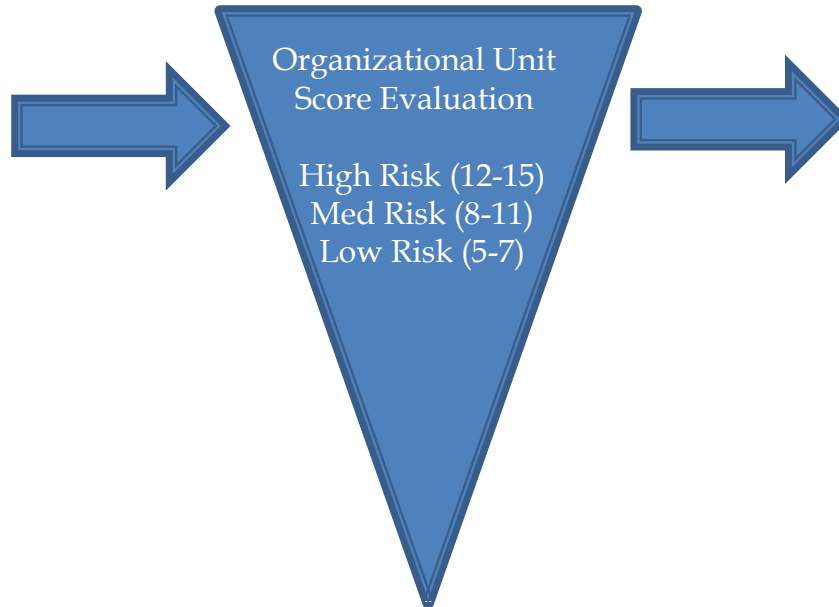 Organizational Unit
Score Evaluation
High Risk (12-15)
Med Risk (8-11)
Low Risk (5-7)